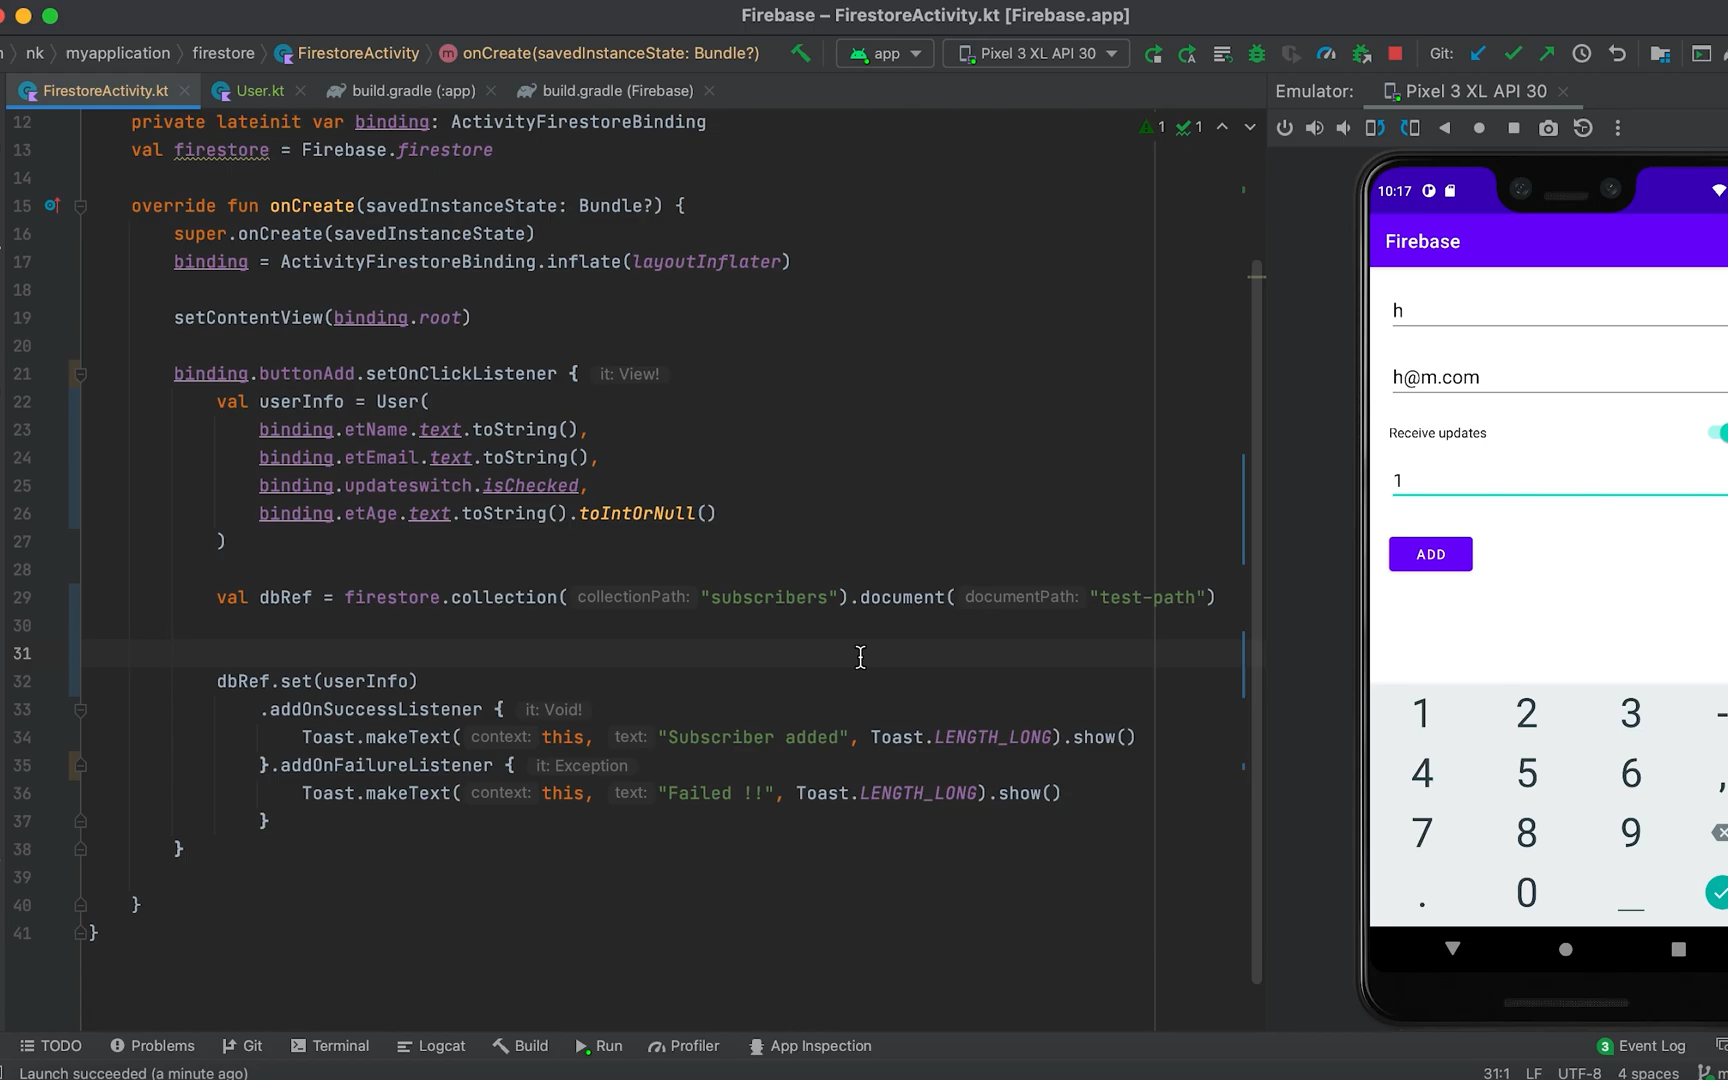 Firebase – FirestoreActivity.kt [Firebase.app]
nk myapplication firestore FirestoreActivity onCreate(savedInstanceState: Bundle?) app Pixel 3 XL API 30 Git:
FirestoreActivity.kt User.kt build.gradle (:app) build.gradle (Firebase) Emulator: Pixel 3 XL API 30
12 private lateinit var binding: ActivityFirestoreBinding 1 1
13 val firestore = Firebase.firestore
14
15 override fun onCreate(savedInstanceState: Bundle?) {
16 super.onCreate(savedInstanceState)
17 binding = ActivityFirestoreBinding.inflate(layoutInflater)
18
19 setContentView(binding.root)
20
21 binding.buttonAdd.setOnClickListener { it: View!
22 val userInfo = User(
23 binding.etName.text.toString(),
24 binding.etEmail.text.toString(),
25 binding.updateswitch.isChecked,
26 binding.etAge.text.toString().toIntOrNull()
27 )
28
29 val dbRef = firestore.collection( collectionPath: "subscribers").document( documentPath: "test-path")
30
31
32 dbRef.set(userInfo)
33 .addOnSuccessListener { it: Void!
34 Toast.makeText( context: this, text: "Subscriber added", Toast.LENGTH_LONG).show()
35 }.addOnFailureListener { it: Exception
36 Toast.makeText( context: this, text: "Failed !!", Toast.LENGTH_LONG).show()
37 }
38 }
39
40 }
41 }
10:17
Firebase
h
h@m.com
Receive updates
1
ADD
1 2 3 -
4 5 6 ,
7 8 9
. 0 _
TODO Problems Git Terminal Logcat Build Run Profiler App Inspection 3 Event Log
Launch succeeded (a minute ago) 31:1 LF UTF-8 4 spaces m